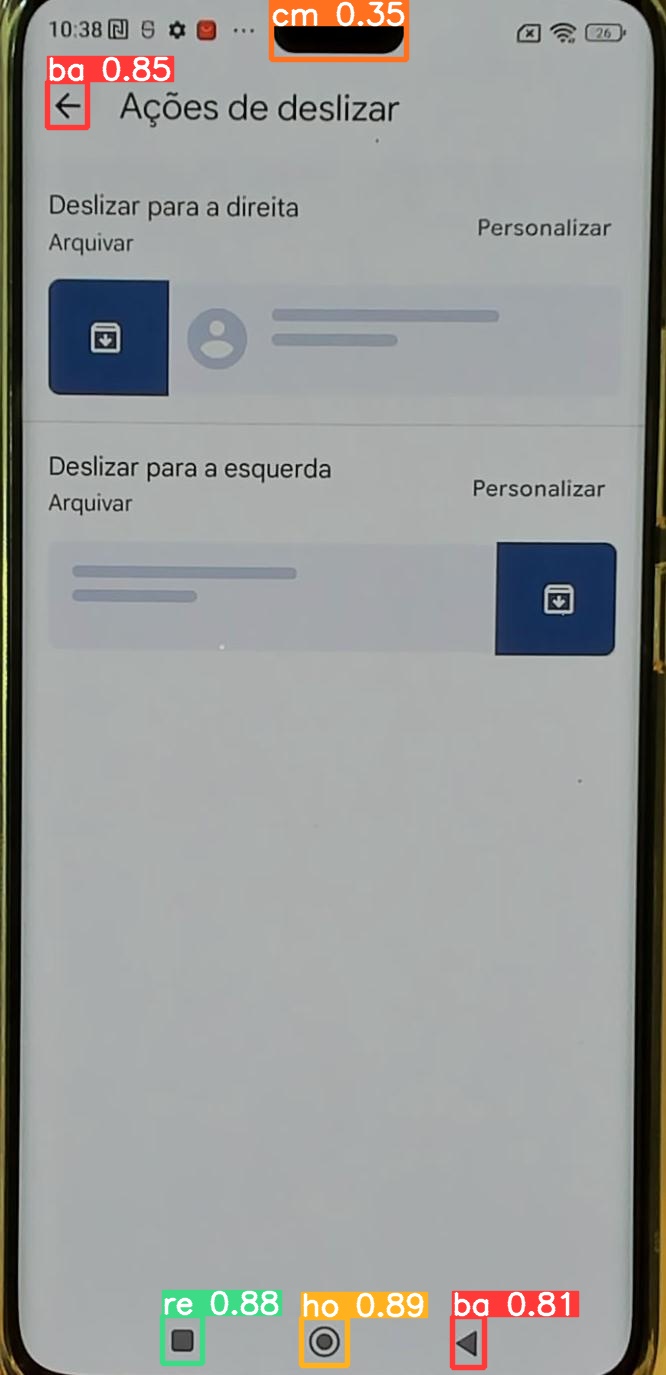 cm 0.35
10:38 ... 26
ba 0.85
Ações de deslizar
Deslizar para a direita
Arquivar
Personalizar
Deslizar para a esquerda
Arquivar
Personalizar
re 0.88 ho 0.89 ba 0.81